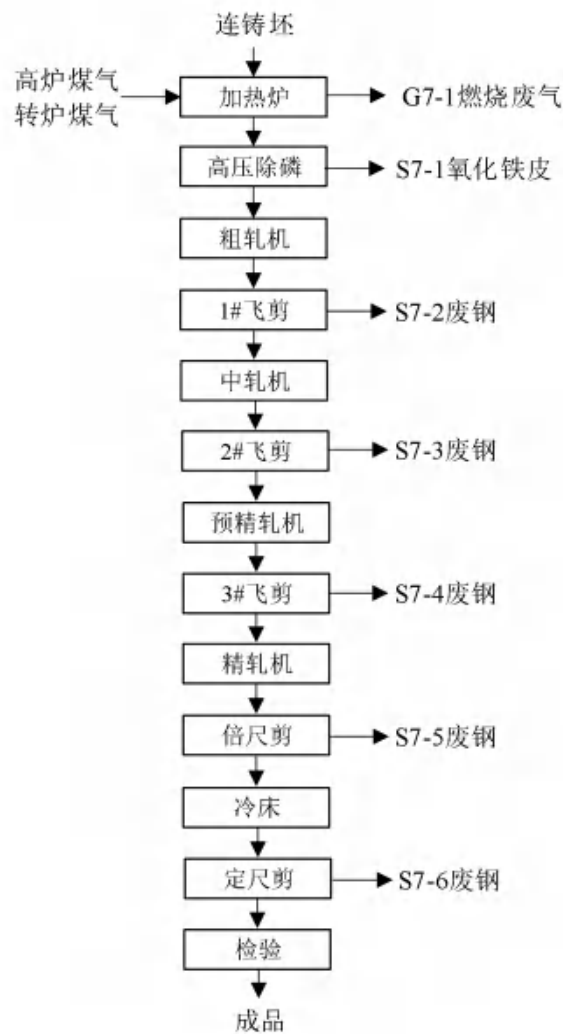 连铸坯
高炉煤气
转炉煤气
加热炉
G7-1燃烧废气
高压除磷
S7-1氧化铁皮
粗轧机
1#飞剪
S7-2废钢
中轧机
2#飞剪
S7-3废钢
预精轧机
3#飞剪
S7-4废钢
精轧机
倍尺剪
S7-5废钢
冷床
定尺剪
S7-6废钢
检验
成品